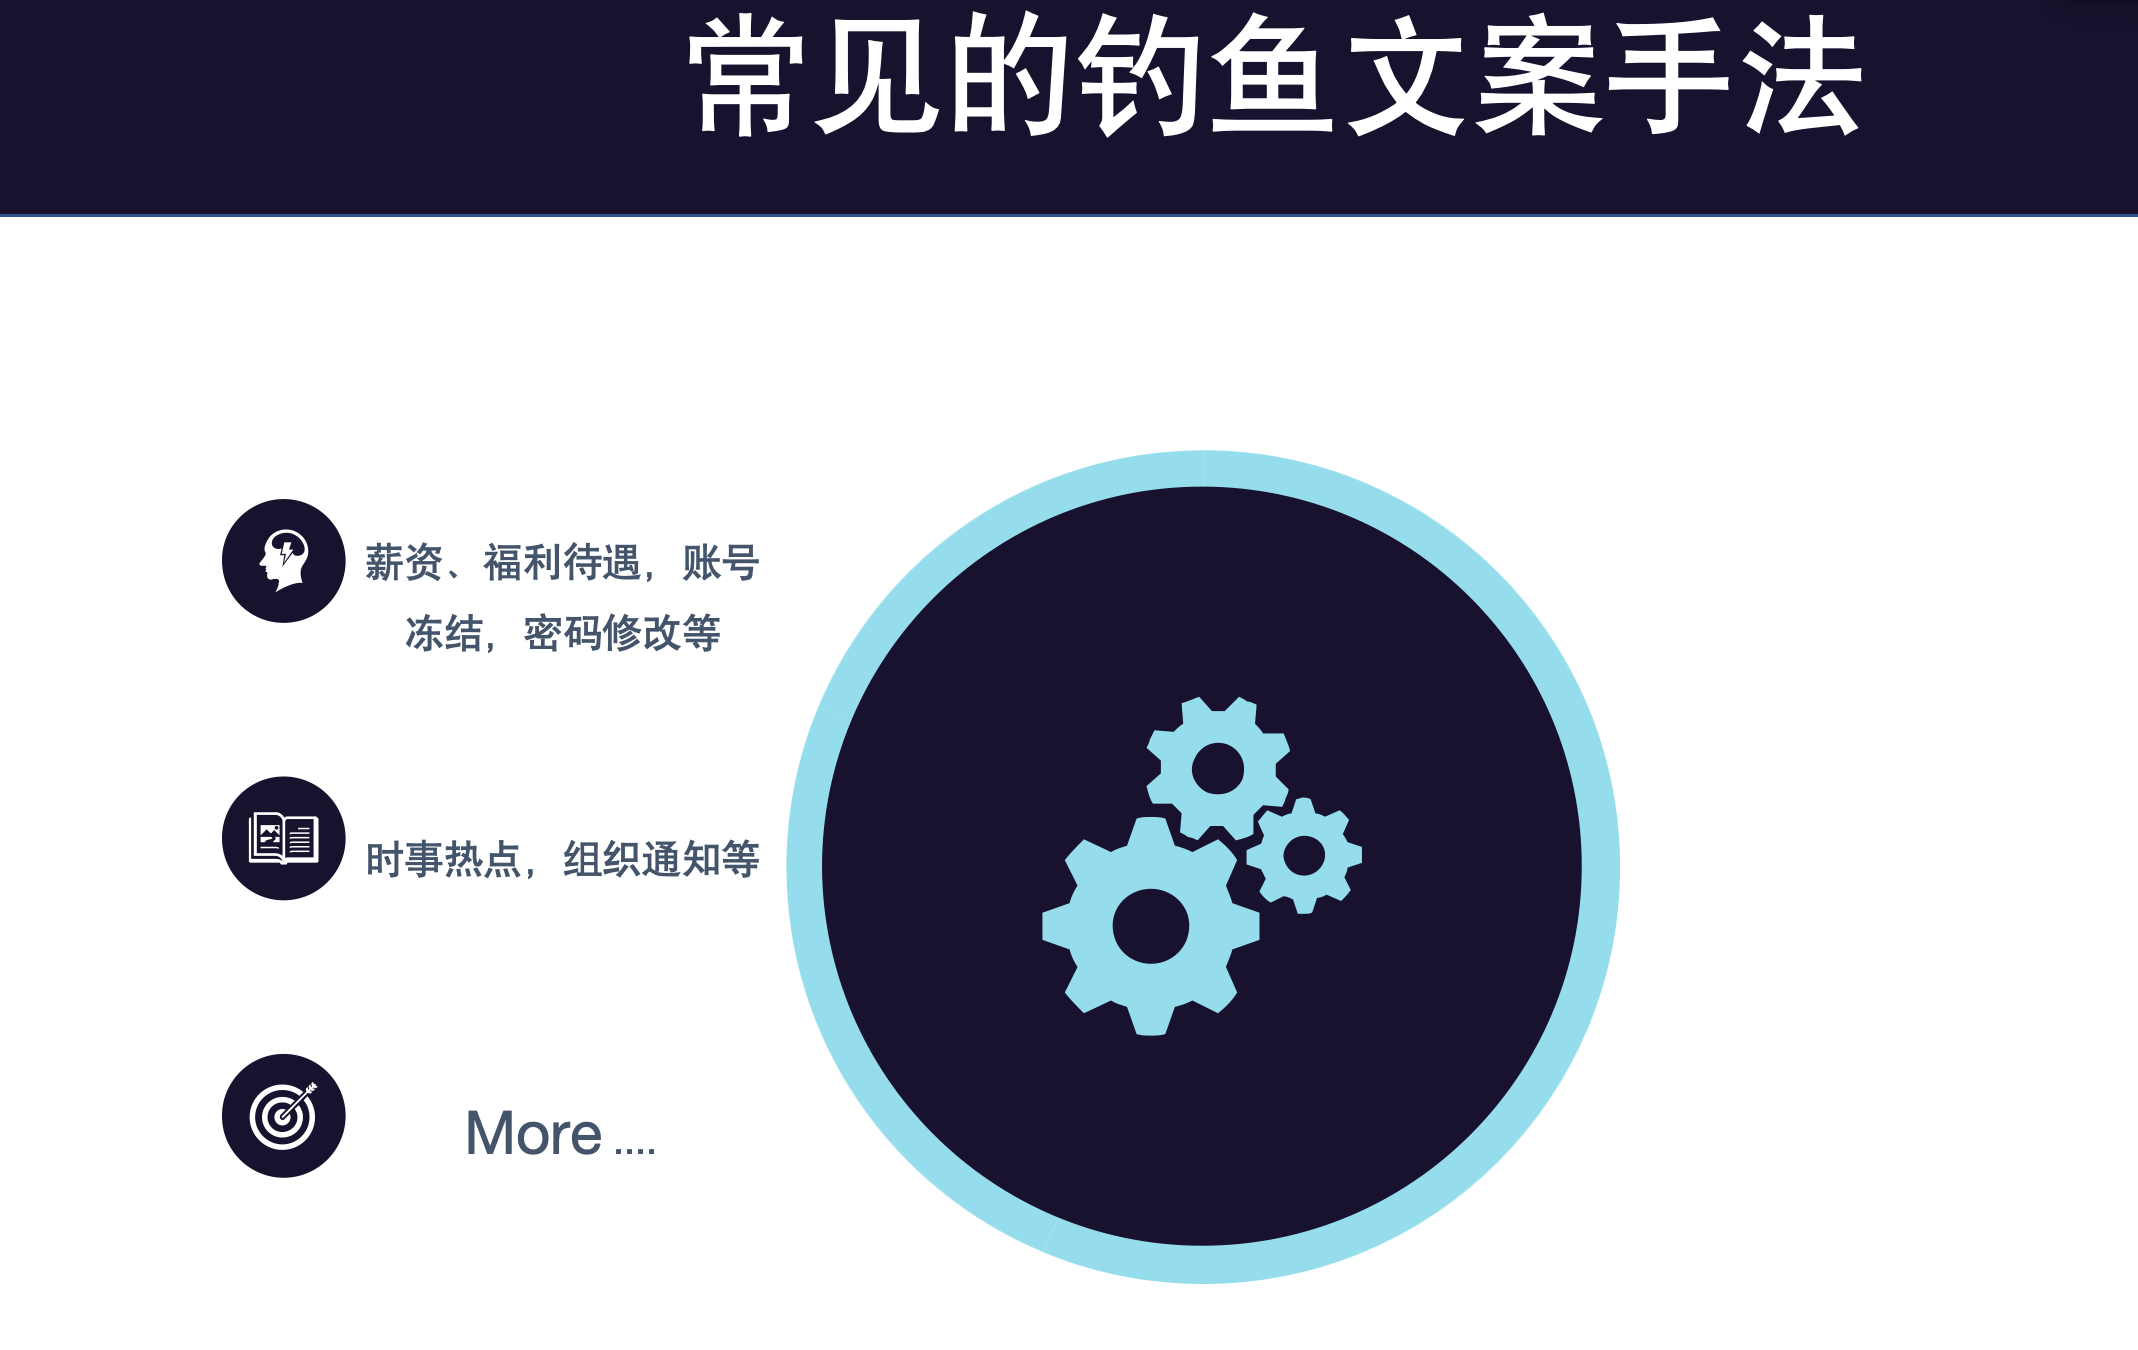 常见的钓鱼文案手法
薪资、福利待遇，账号
冻结，密码修改等
时事热点，组织通知等
More ....